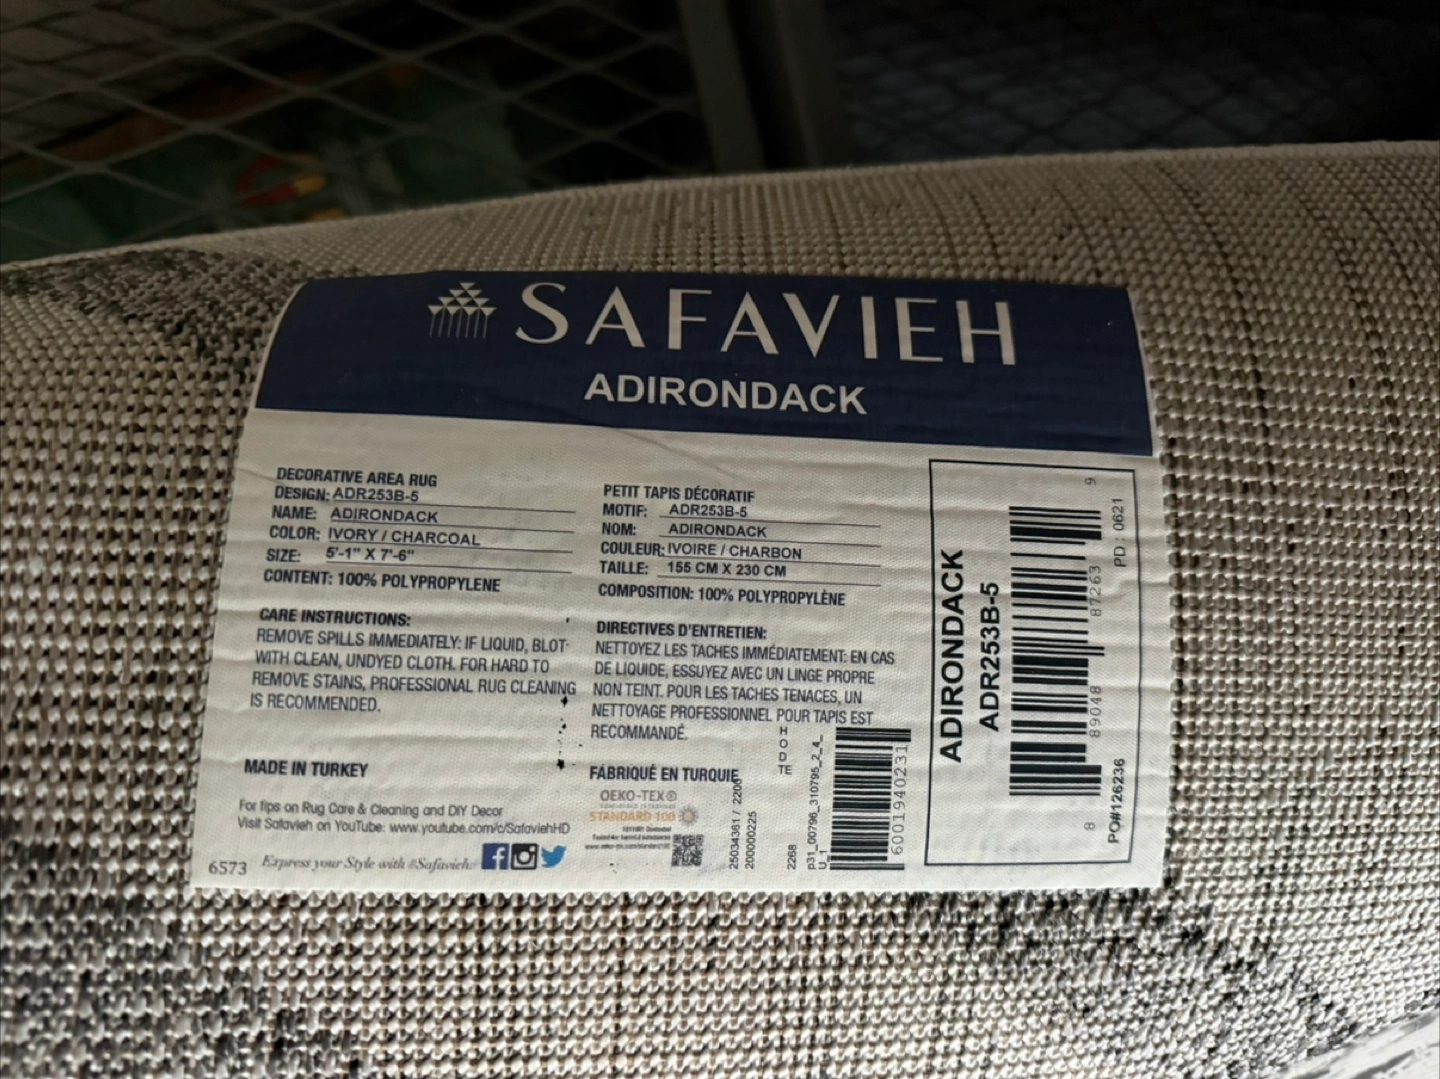 SAFAVIEH
ADIRONDACK
DECORATIVE AREA RUG
DESIGN: ADR253B-5
NAME: ADIRONDACK
COLOR: IVORY / CHARCOAL
SIZE: 5'-1" X 7'-6"
CONTENT: 100% POLYPROPYLENE
CARE INSTRUCTIONS:
REMOVE SPILLS IMMEDIATELY: IF LIQUID, BLOT
WITH CLEAN, UNDYED CLOTH. FOR HARD TO
REMOVE STAINS, PROFESSIONAL RUG CLEANING
IS RECOMMENDED.
MADE IN TURKEY
For tips on Rug Care & Cleaning and DIY Decor
Visit Safavieh on YouTube: www.youtube.com/c/SafaviehHD
6573
Express your Style with #Safavieh:
PETIT TAPIS DÉCORATIF
MOTIF: ADR253B-5
NOM: ADIRONDACK
COULEUR: IVOIRE / CHARBON
TAILLE: 155 CM X 230 CM
COMPOSITION: 100% POLYPROPYLÈNE
DIRECTIVES D'ENTRETIEN:
NETTOYEZ LES TACHES IMMÉDIATEMENT: EN CAS
DE LIQUIDE, ESSUYEZ AVEC UN LINGE PROPRE
NON TEINT. POUR LES TACHES TENACES, UN
NETTOYAGE PROFESSIONNEL POUR TAPIS EST
RECOMMANDÉ.
FABRIQUÉ EN TURQUIE
OEKO-TEX®
STANDARD 100
25034361 / 2200
200000225
H
O
D
TE
2268
p31_00796_310795_2_4_
U_1
6001940231
ADIRONDACK
ADR253B-5
8 89048 87263 9
PO#126236
PD : 0621